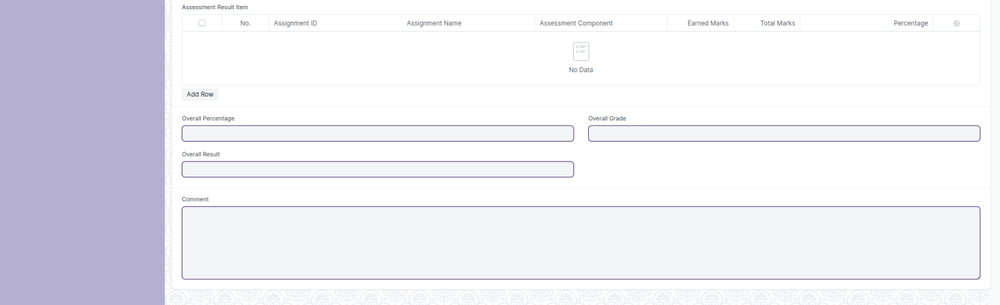 Assessment Result Item
No. Assignment ID Assignment Name Assessment Component Earned Marks Total Marks Percentage
No Data
Add Row
Overall Percentage Overall Grade
Overall Result
Comment